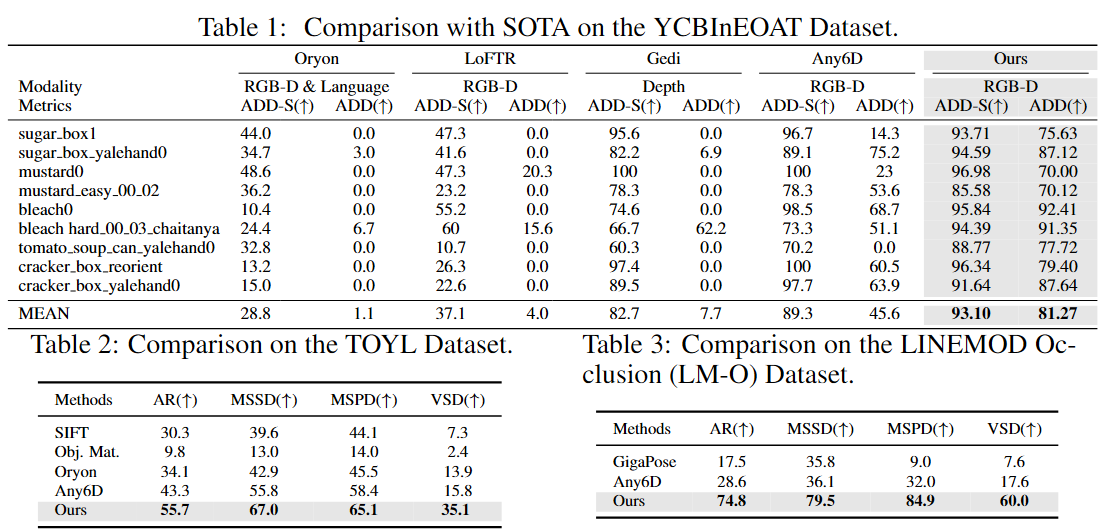 Table 1: Comparison with SOTA on the YCBInEOAT Dataset.
Oryon LoFTR Gedi Any6D Ours
Modality RGB-D & Language RGB-D Depth RGB-D RGB-D
Metrics ADD-S(↑) ADD(↑) ADD-S(↑) ADD(↑) ADD-S(↑) ADD(↑) ADD-S(↑) ADD(↑) ADD-S(↑) ADD(↑)
sugar_box1 44.0 0.0 47.3 0.0 95.6 0.0 96.7 14.3 93.71 75.63
sugar_box_yalehand0 34.7 3.0 41.6 0.0 82.2 6.9 89.1 75.2 94.59 87.12
mustard0 48.6 0.0 47.3 20.3 100 0.0 100 23 96.98 70.00
mustard_easy_00_02 36.2 0.0 23.2 0.0 78.3 0.0 78.3 53.6 85.58 70.12
bleach0 10.4 0.0 55.2 0.0 74.6 0.0 98.5 68.7 95.84 92.41
bleach hard_00_03_chaitanya 24.4 6.7 60 15.6 66.7 62.2 73.3 51.1 94.39 91.35
tomato_soup_can_yalehand0 32.8 0.0 10.7 0.0 60.3 0.0 70.2 0.0 88.77 77.72
cracker_box_reorient 13.2 0.0 26.3 0.0 97.4 0.0 100 60.5 96.34 79.40
cracker_box_yalehand0 15.0 0.0 22.6 0.0 89.5 0.0 97.7 63.9 91.64 87.64
MEAN 28.8 1.1 37.1 4.0 82.7 7.7 89.3 45.6 93.10 81.27
Table 2: Comparison on the TOYL Dataset.
Methods AR(↑) MSSD(↑) MSPD(↑) VSD(↑)
SIFT 30.3 39.6 44.1 7.3
Obj. Mat. 9.8 13.0 14.0 2.4
Oryon 34.1 42.9 45.5 13.9
Any6D 43.3 55.8 58.4 15.8
Ours 55.7 67.0 65.1 35.1
Table 3: Comparison on the LINEMOD Oc-
clusion (LM-O) Dataset.
Methods AR(↑) MSSD(↑) MSPD(↑) VSD(↑)
GigaPose 17.5 35.8 9.0 7.6
Any6D 28.6 36.1 32.0 17.6
Ours 74.8 79.5 84.9 60.0